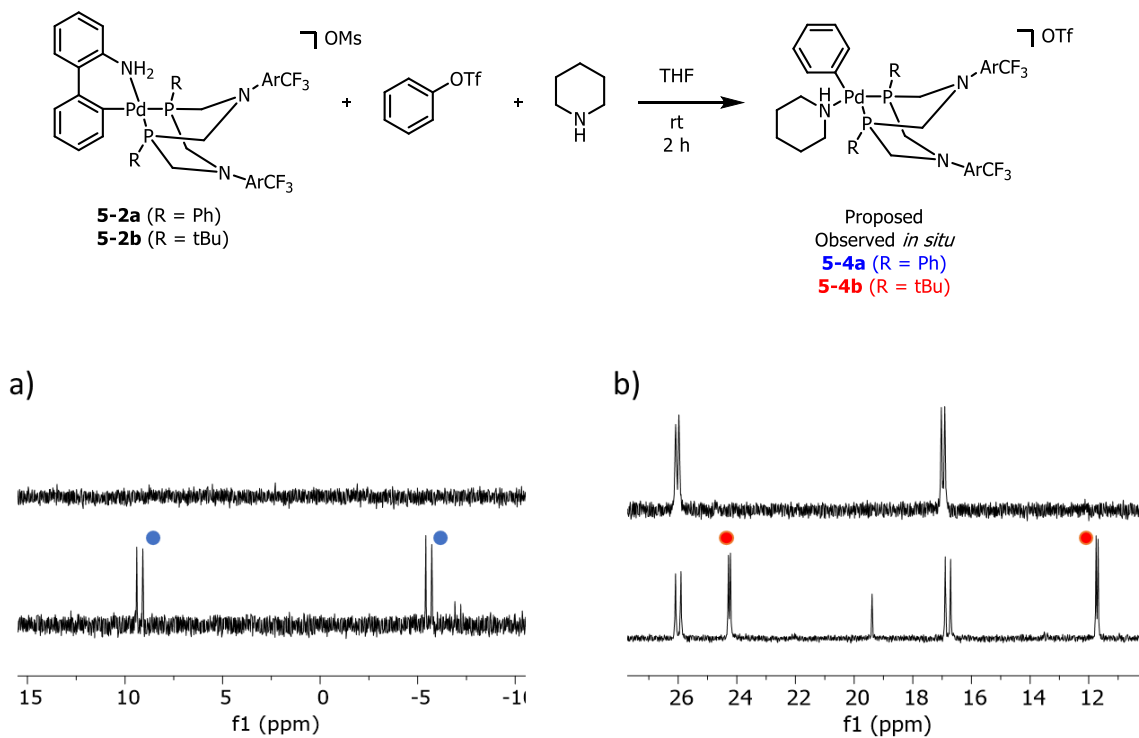 ] OMs
NH2
R
N
ArCF3
Pd
P
P
R
N
ArCF3
5-2a (R = Ph)
5-2b (R = tBu)
+
OTf
+
N
H
THF
rt
2 h
] OTf
R
N
ArCF3
H
N
Pd
P
P
R
N
ArCF3
Proposed
Observed in situ
5-4a (R = Ph)
5-4b (R = tBu)
a)
15 10 5 0 -5 -10
f1 (ppm)
b)
26 24 22 20 18 16 14 12
f1 (ppm)